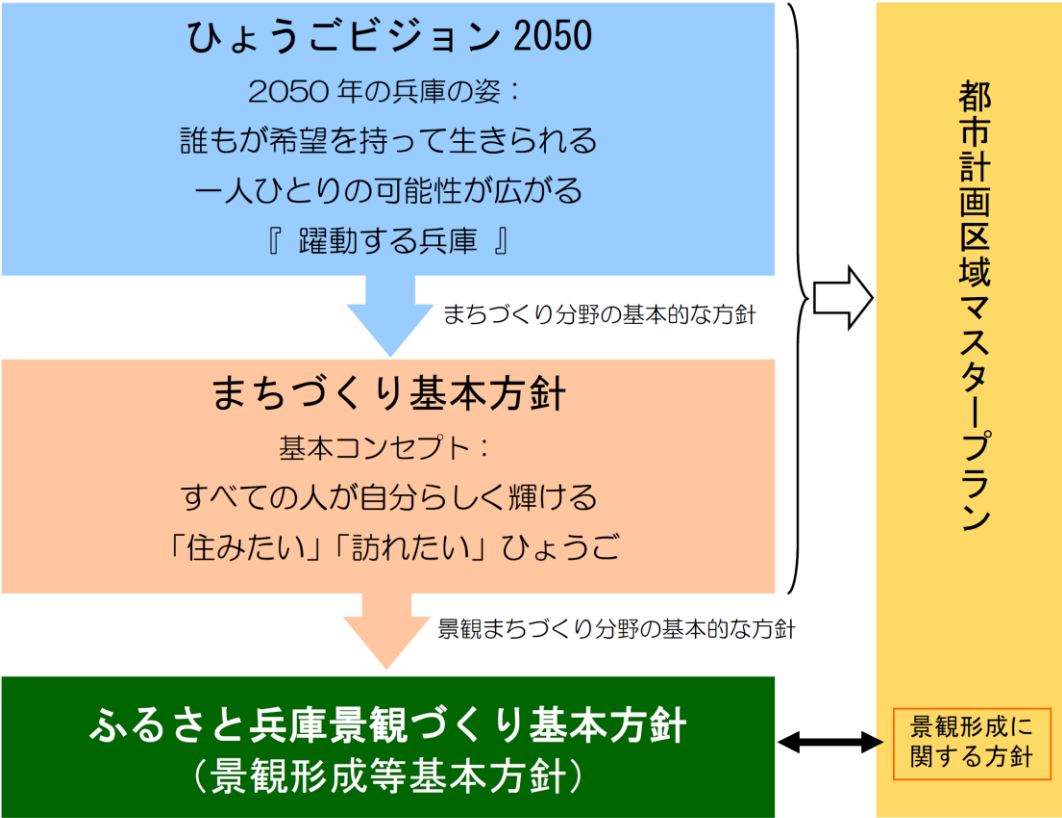 ひょうごビジョン 2050
2050 年の兵庫の姿：
誰もが希望を持って生きられる
一人ひとりの可能性が広がる
『 躍動する兵庫 』
まちづくり分野の基本的な方針
まちづくり基本方針
基本コンセプト：
すべての人が自分らしく輝ける
「住みたい」「訪れたい」ひょうご
景観まちづくり分野の基本的な方針
ふるさと兵庫景観づくり基本方針
（景観形成等基本方針）
都市計画区域マスタープラン
景観形成に
関する方針